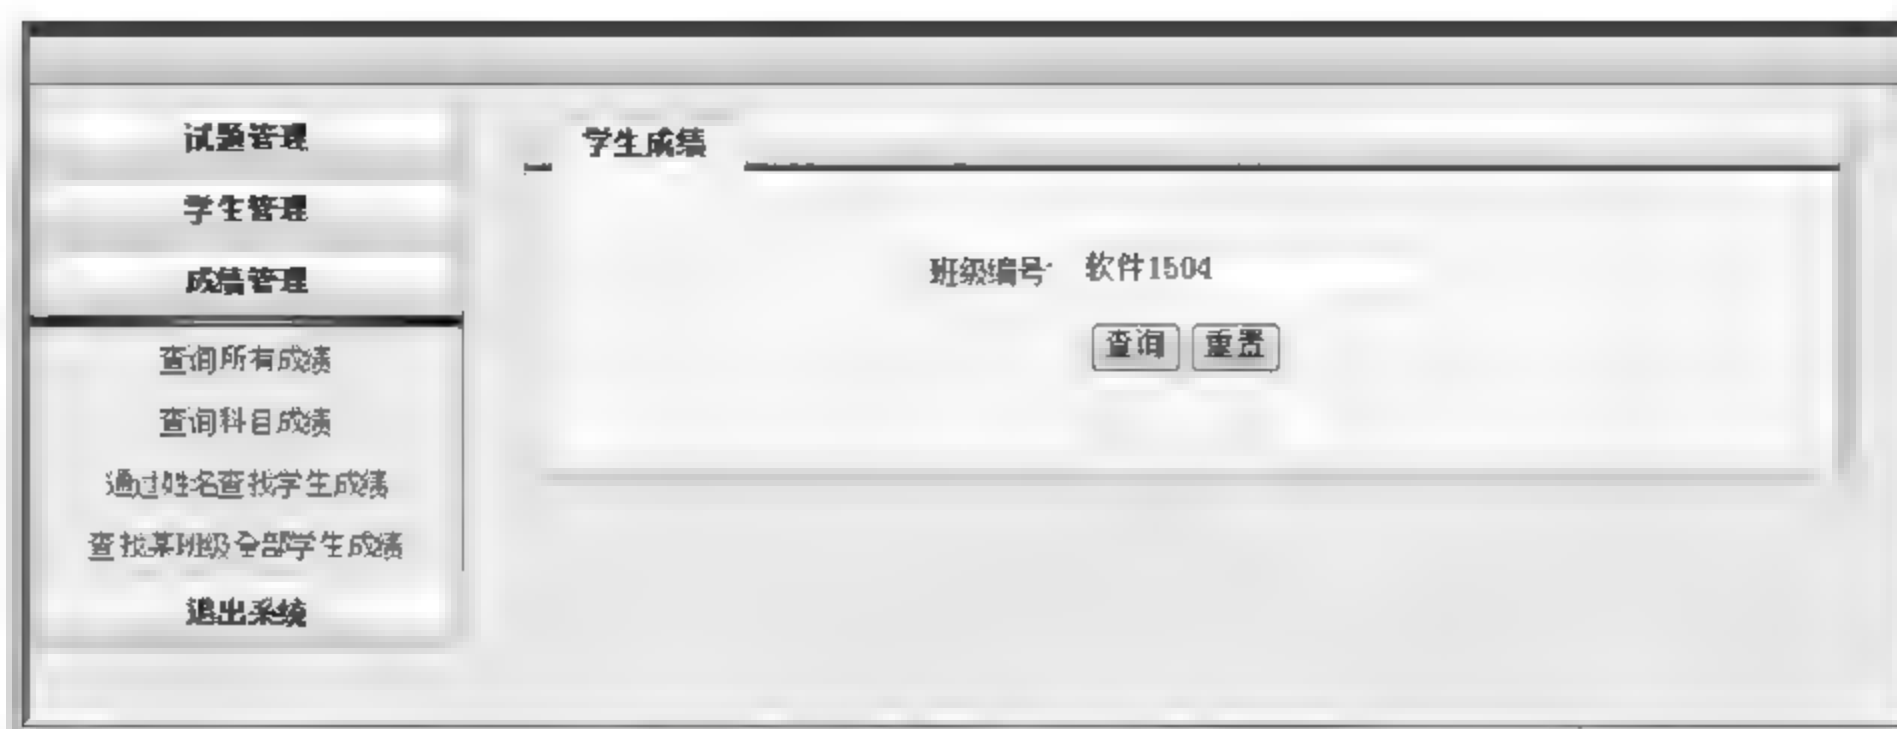 试题管理
学生管理
成绩管理
查询所有成绩
查询科目成绩
通过姓名查找学生成绩
查找某班级全部学生成绩
退出系统
学生成绩
班级编号: 软件1504
查询 重置